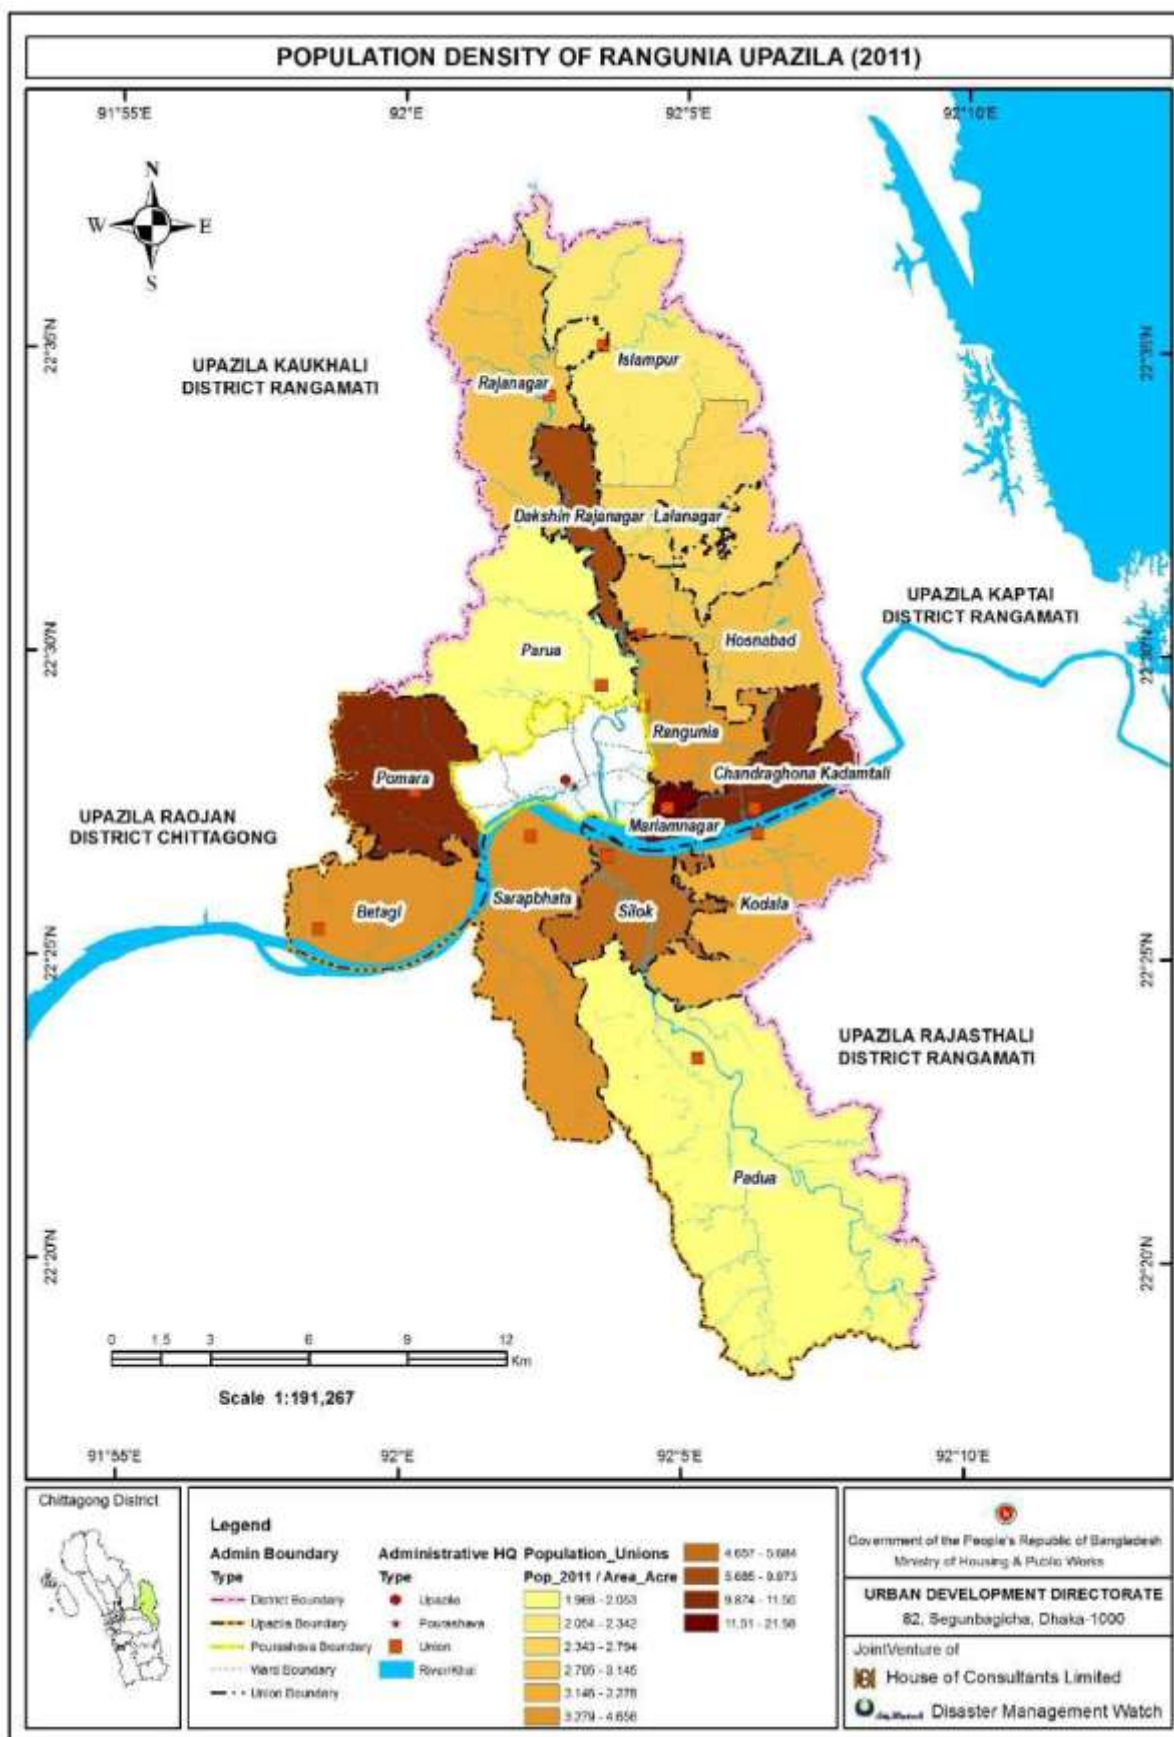 POPULATION DENSITY OF RANGUNIA UPAZILA (2011)
91°55'E
92°E
92°5'E
92°10'E
N
W
E
S
22°35'N
22°35'N
UPAZILA KAUKHALI
DISTRICT RANGAMATI
Islampur
Rajanagar
Dakshin Rajanagar
Lalanagar
UPAZILA KAPTAI
DISTRICT RANGAMATI
22°30'N
22°30'N
Parua
Hosnabad
Rangunia
Pomara
Chandraghona Kadamtali
UPAZILA RAOJAN
DISTRICT CHITTAGONG
Mariamnagar
Betagi
Sarapbhata
Silok
Kodala
22°25'N
22°25'N
UPAZILA RAJASTHALI
DISTRICT RANGAMATI
Padua
22°20'N
22°20'N
0 1.5 3 6 9 12
Km
Scale 1:191,267
91°55'E
92°E
92°5'E
92°10'E
Chittagong District
Legend
Admin Boundary
Type
District Boundary
Upazila Boundary
Pourashava Boundary
Ward Boundary
Union Boundary
Administrative HQ
Type
Upazila
Pourashava
Union
River/Khal
Population_Unions
Pop_2011 / Area_Acre
1.968 - 2.053
2.054 - 2.342
2.343 - 2.794
2.795 - 3.145
3.146 - 3.278
3.279 - 4.656
4.657 - 5.684
5.685 - 9.873
9.874 - 11.50
11.51 - 21.58
Government of the People's Republic of Bangladesh
Ministry of Housing & Public Works
URBAN DEVELOPMENT DIRECTORATE
82, Segunbagicha, Dhaka-1000
JointVenture of
House of Consultants Limited
Disaster Management Watch